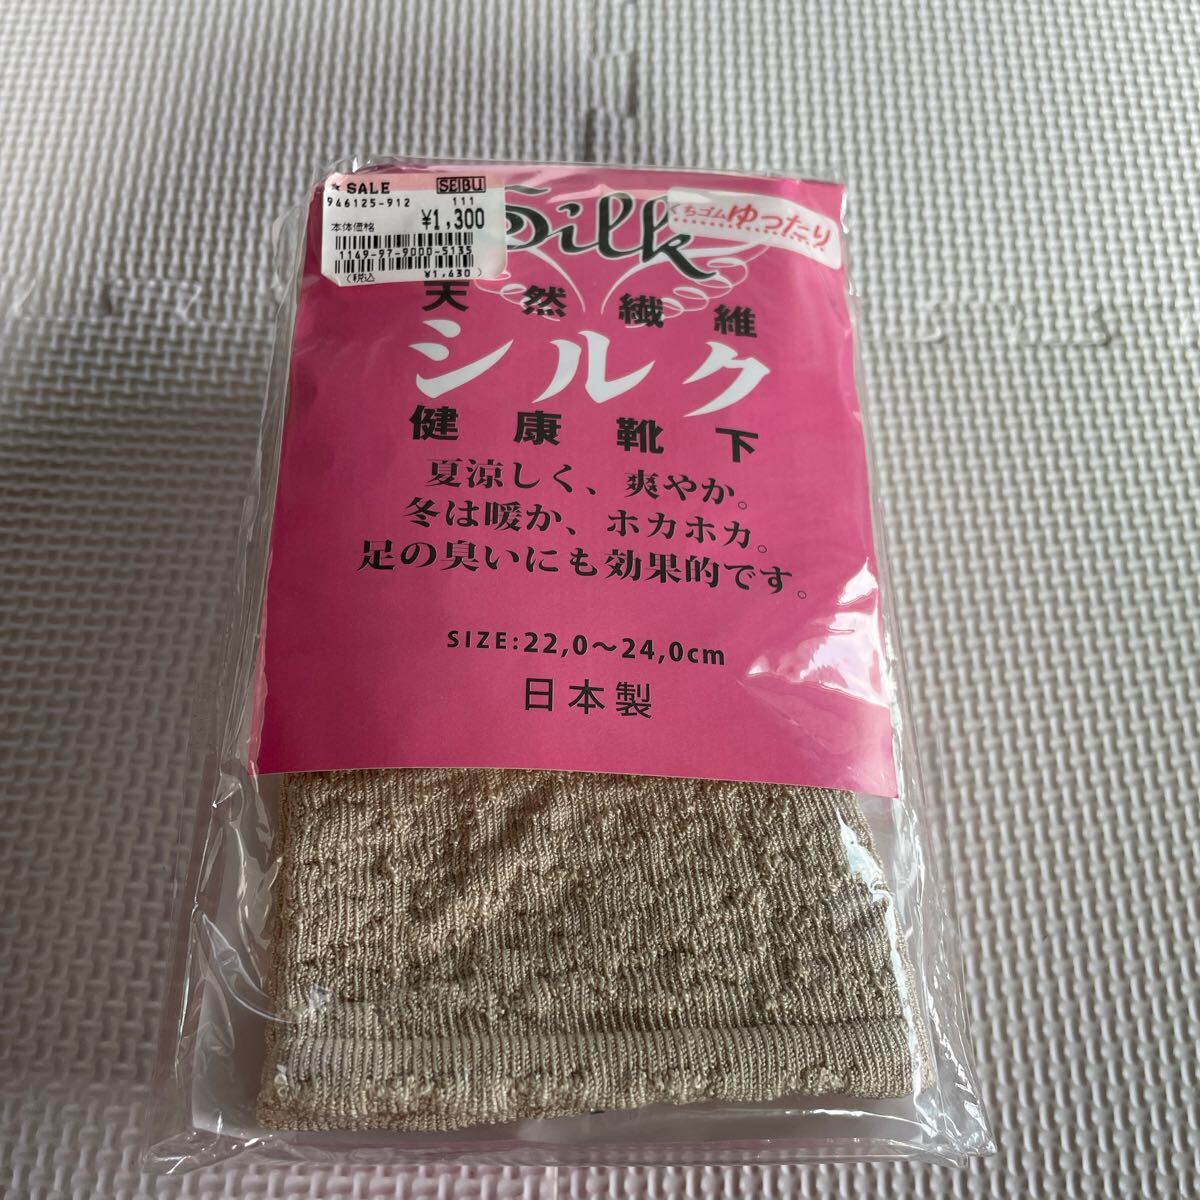 ★ SALE SEIBU
946125-912 111
本体価格 ¥1,300
1149-97-9000-5135
(税込 ¥1,430)
Silk
くちゴムゆったり
天然繊維
シルク
健康靴下
夏涼しく、爽やか。
冬は暖か、ホカホカ。
足の臭いにも効果的です。
SIZE:22,0～24,0cm
日本製